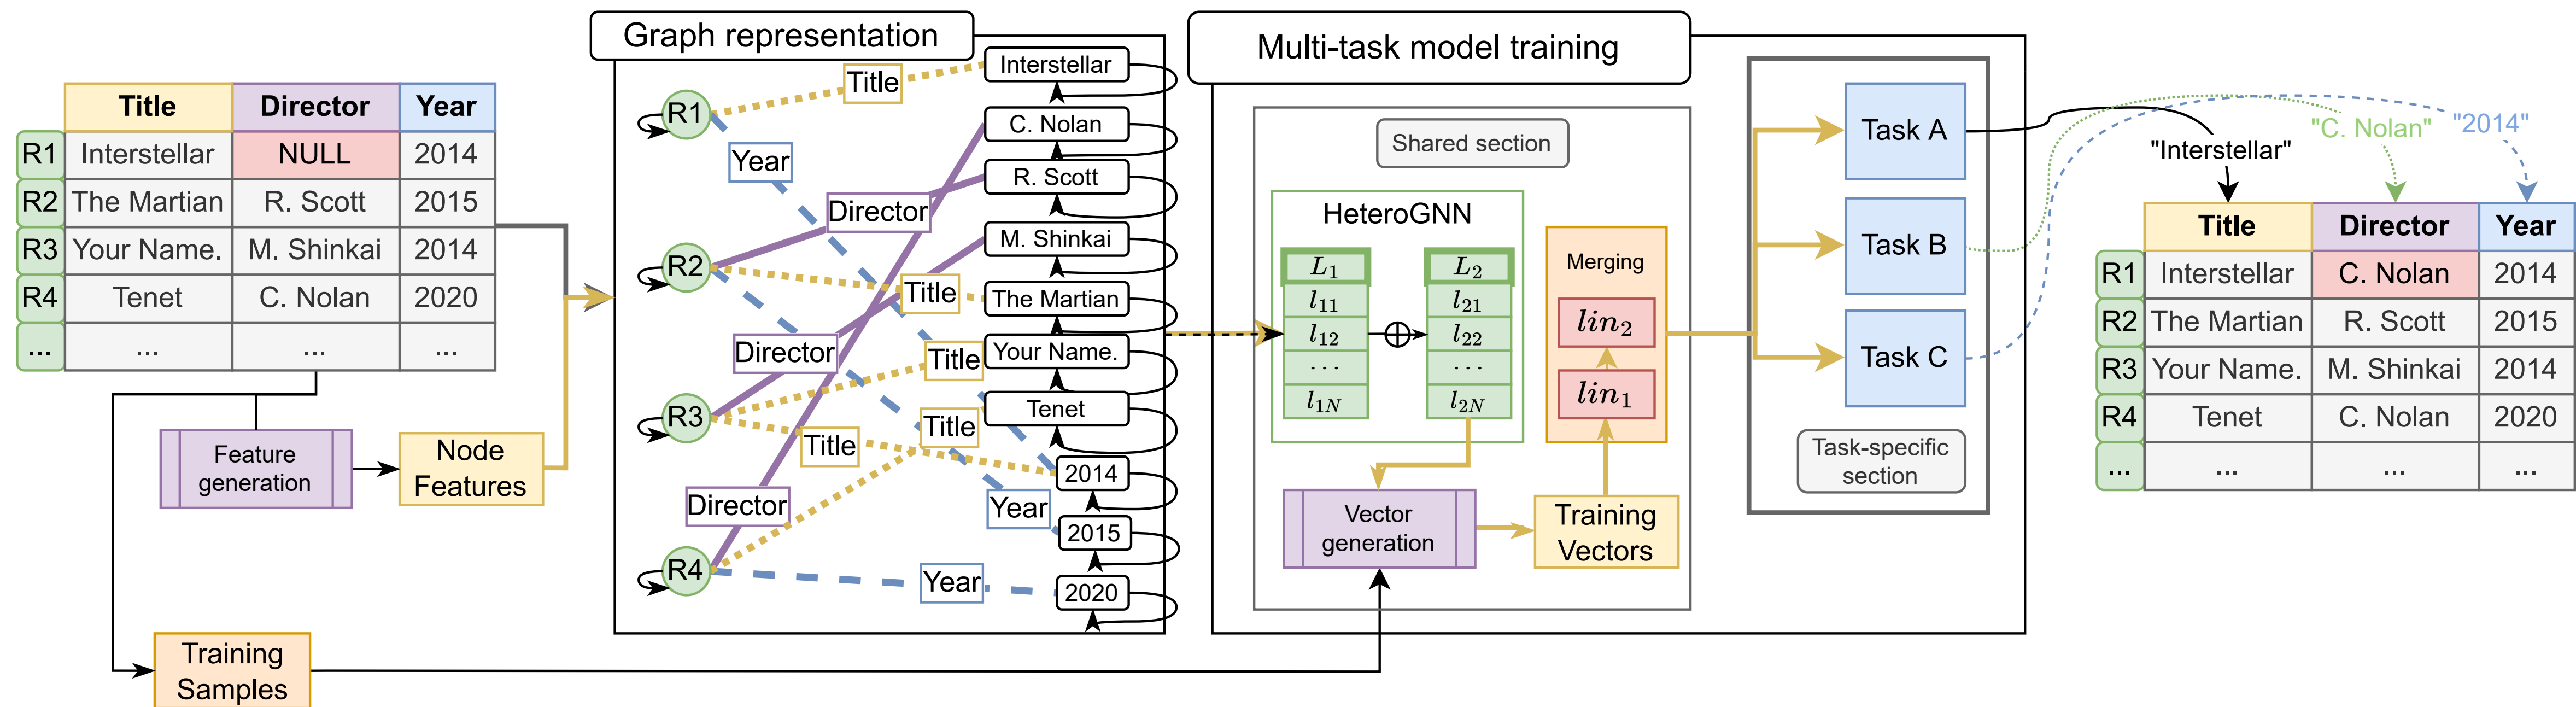 Title Director Year
R1 Interstellar NULL 2014
R2 The Martian R. Scott 2015
R3 Your Name. M. Shinkai 2014
R4 Tenet C. Nolan 2020
... ... ... ...
Feature
generation
Node
Features
Training
Samples
Graph representation
R1
R2
R3
R4
Title
Year
Director
Title
Director
Title
Title
Title
Director
Year
Year
Interstellar
C. Nolan
R. Scott
M. Shinkai
The Martian
Your Name.
Tenet
2014
2015
2020
Multi-task model training
Shared section
HeteroGNN
L₁ L₂
l₁₁ l₂₁
l₁₂ l₂₂
... ...
l₁N l₂N
Merging
lin₂
lin₁
Vector
generation
Training
Vectors
Task A
Task B
Task C
Task-specific
section
"Interstellar" "C. Nolan" "2014"
Title Director Year
R1 Interstellar C. Nolan 2014
R2 The Martian R. Scott 2015
R3 Your Name. M. Shinkai 2014
R4 Tenet C. Nolan 2020
... ... ... ...